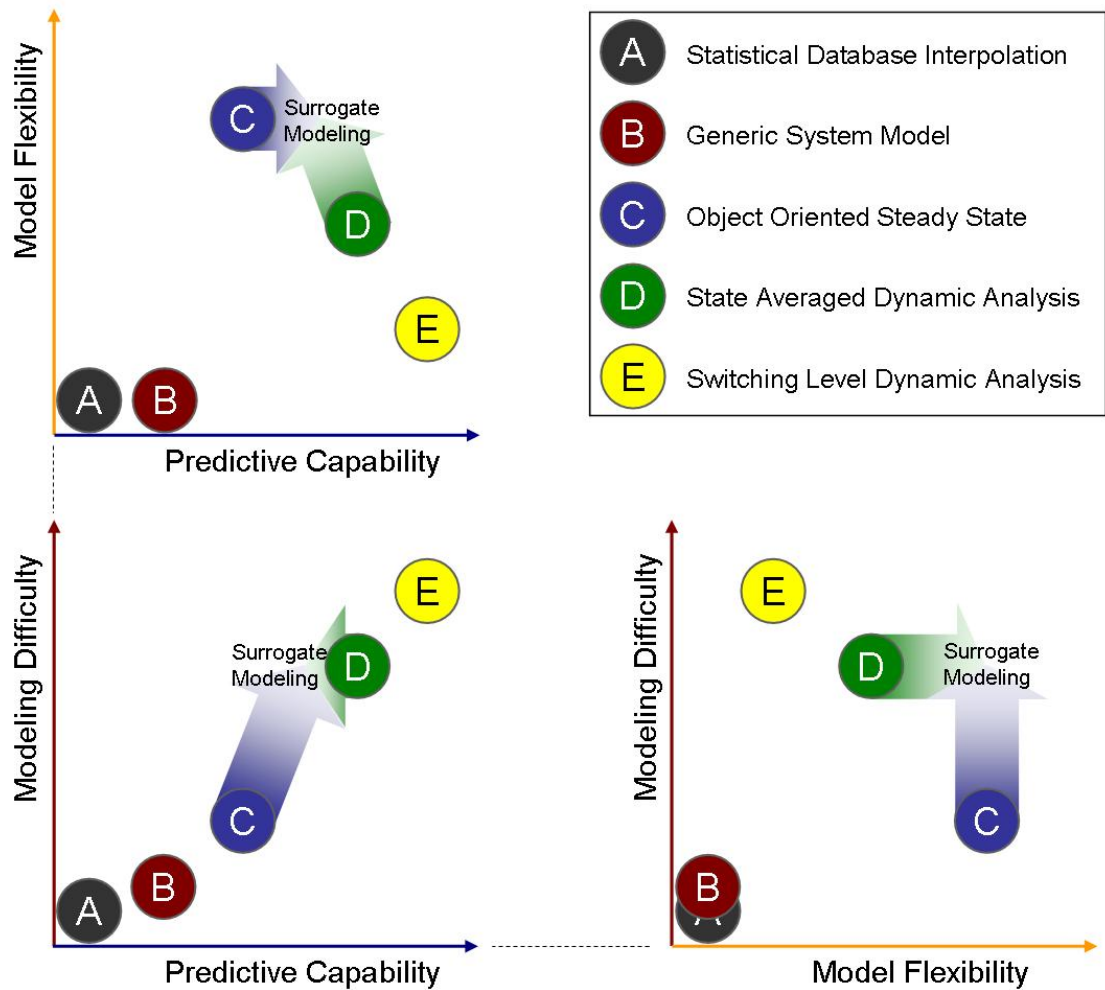 Model Flexibility
C
Surrogate
Modeling
D
E
A
B
Predictive Capability
A
Statistical Database Interpolation
B
Generic System Model
C
Object Oriented Steady State
D
State Averaged Dynamic Analysis
E
Switching Level Dynamic Analysis
Modeling Difficulty
E
Surrogate
Modeling
D
C
B
A
Predictive Capability
Modeling Difficulty
E
D
Surrogate
Modeling
C
B
A
Model Flexibility